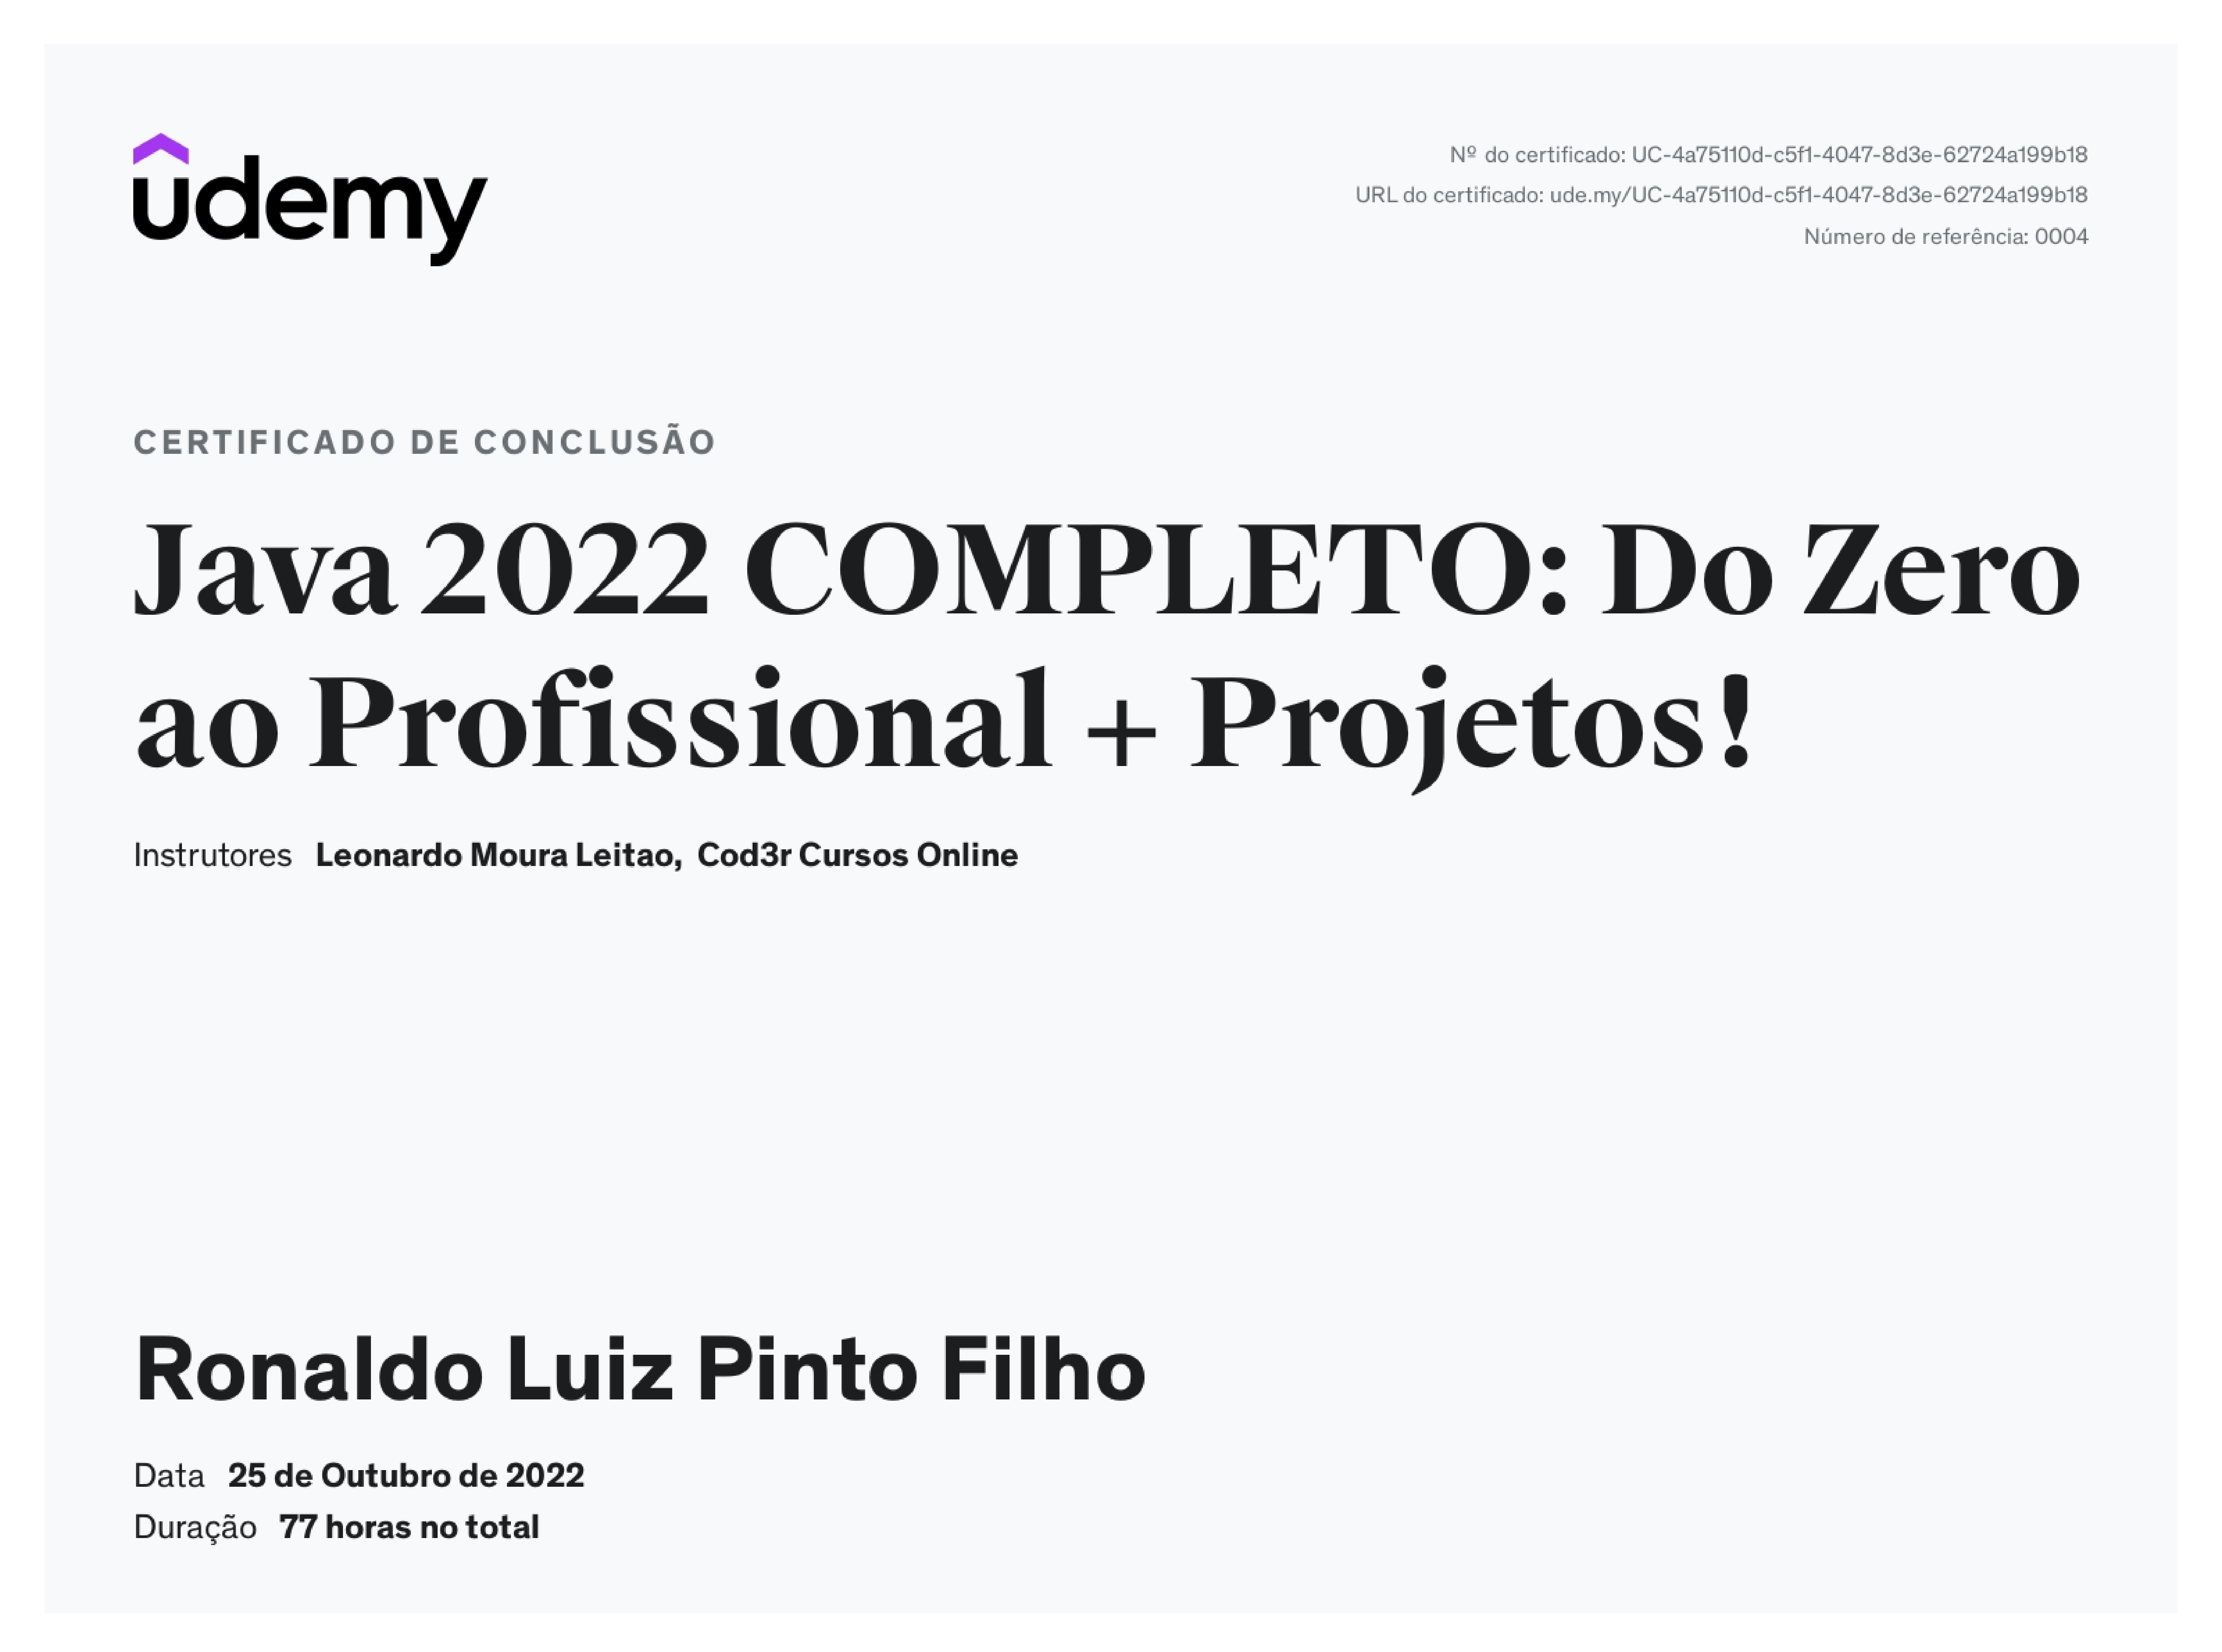 udemy
Nº do certificado: UC-4a75110d-c5f1-4047-8d3e-62724a199b18
URL do certificado: ude.my/UC-4a75110d-c5f1-4047-8d3e-62724a199b18
Número de referência: 0004
CERTIFICADO DE CONCLUSÃO
Java 2022 COMPLETO: Do Zero
ao Profissional + Projetos!
Instrutores Leonardo Moura Leitao, Cod3r Cursos Online
Ronaldo Luiz Pinto Filho
Data 25 de Outubro de 2022
Duração 77 horas no total